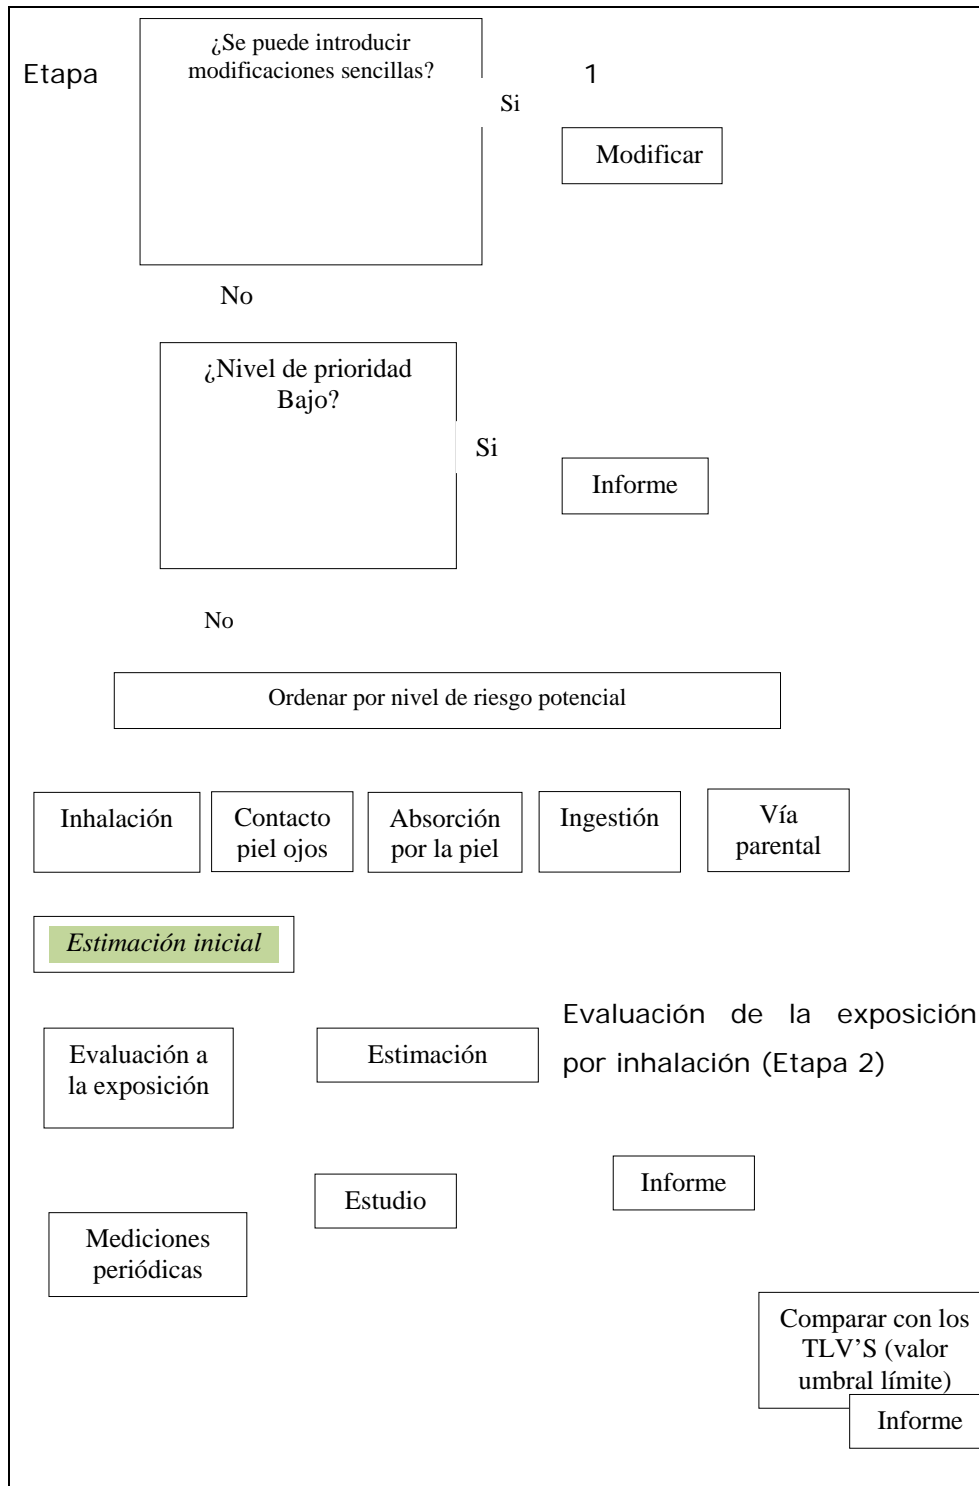 ¿Se puede introducir
modificaciones sencillas?
Etapa 1
Si
Modificar
No
¿Nivel de prioridad
Bajo?
Si
Informe
No
Ordenar por nivel de riesgo potencial
Inhalación
Contacto
piel ojos
Absorción
por la piel
Ingestión
Vía
parental
Estimación inicial
Evaluación a
la exposición
Estimación
Evaluación de la exposición
por inhalación (Etapa 2)
Estudio
Informe
Mediciones
periódicas
Comparar con los
TLV’S (valor
umbral límite)
Informe